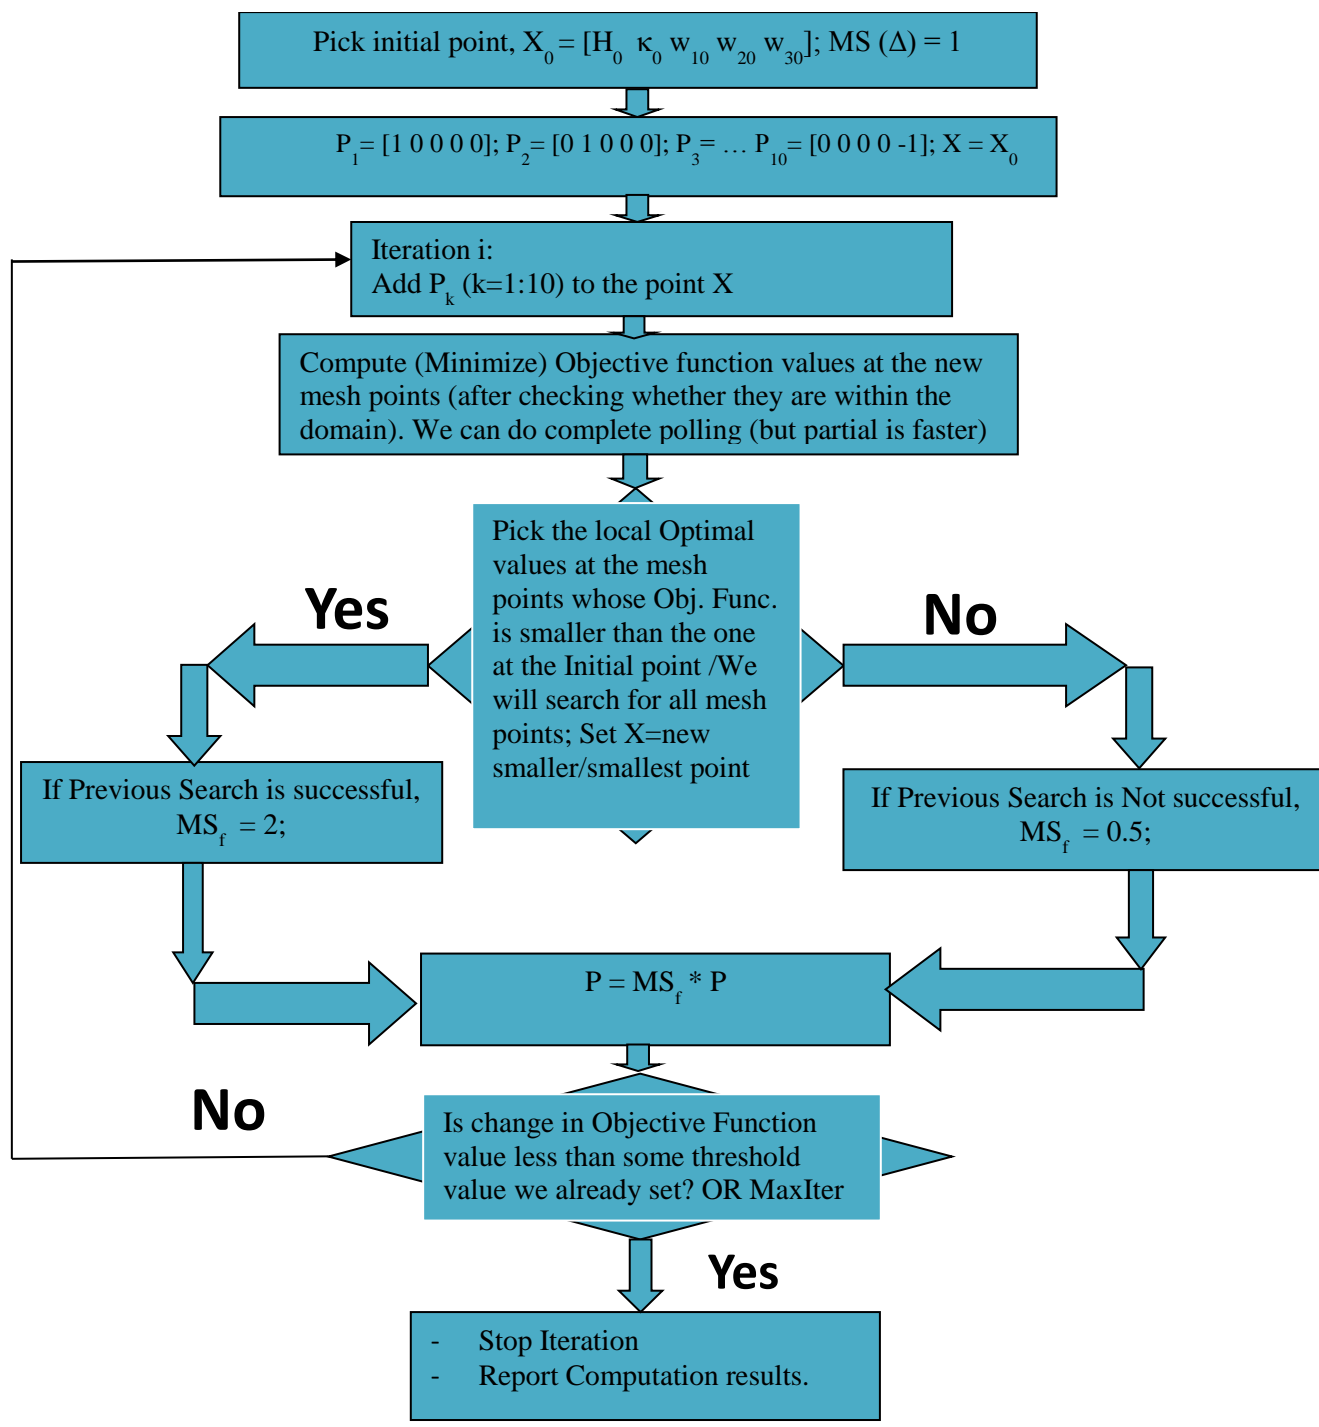 Pick initial point, X0 = [H0 κ0 w10 w20 w30]; MS (Δ) = 1
P1= [1 0 0 0 0]; P2= [0 1 0 0 0]; P3= … P10= [0 0 0 0 -1]; X = X0
Iteration i:
Add Pk (k=1:10) to the point X
Compute (Minimize) Objective function values at the new
mesh points (after checking whether they are within the
domain). We can do complete polling (but partial is faster)
Pick the local Optimal
values at the mesh
points whose Obj. Func.
is smaller than the one
at the Initial point /We
will search for all mesh
points; Set X=new
smaller/smallest point
Yes
No
If Previous Search is successful,
MSf = 2;
If Previous Search is Not successful,
MSf = 0.5;
P = MSf * P
No
Is change in Objective Function
value less than some threshold
value we already set? OR MaxIter
Yes
- Stop Iteration
- Report Computation results.